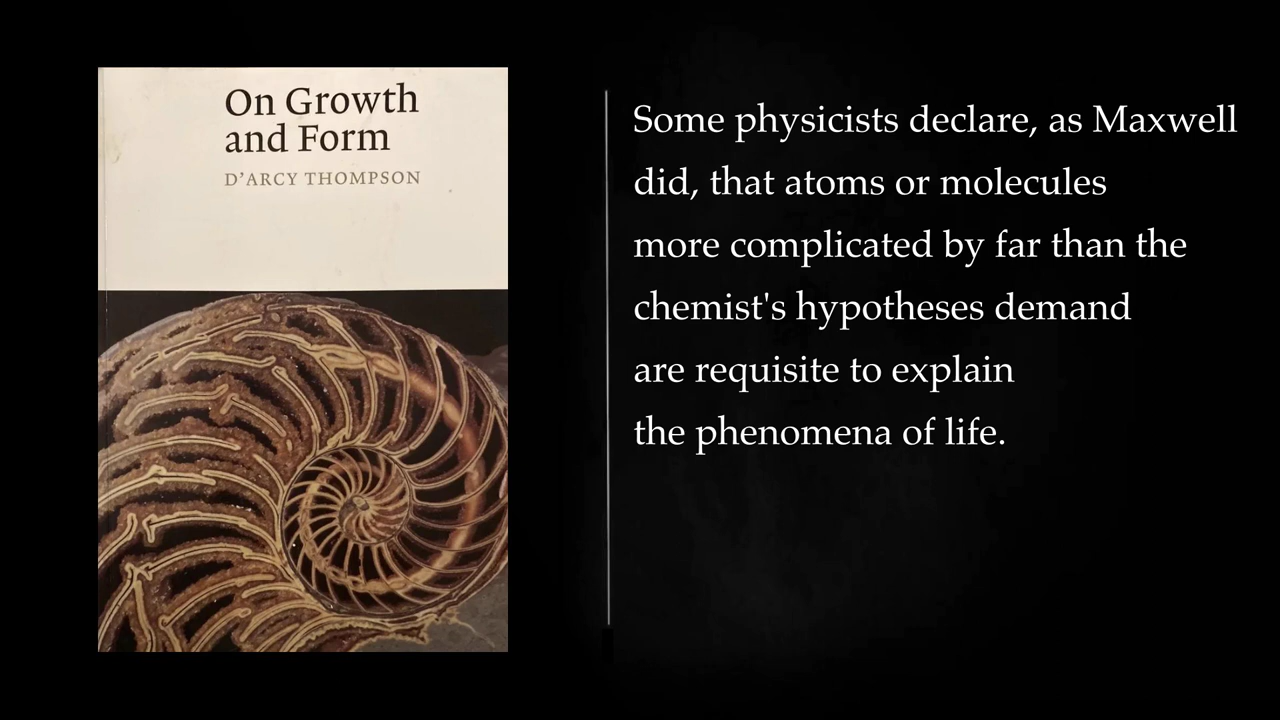 On Growth
and Form
D'ARCY THOMPSON
Some physicists declare, as Maxwell
did, that atoms or molecules
more complicated by far than the
chemist's hypotheses demand
are requisite to explain
the phenomena of life.